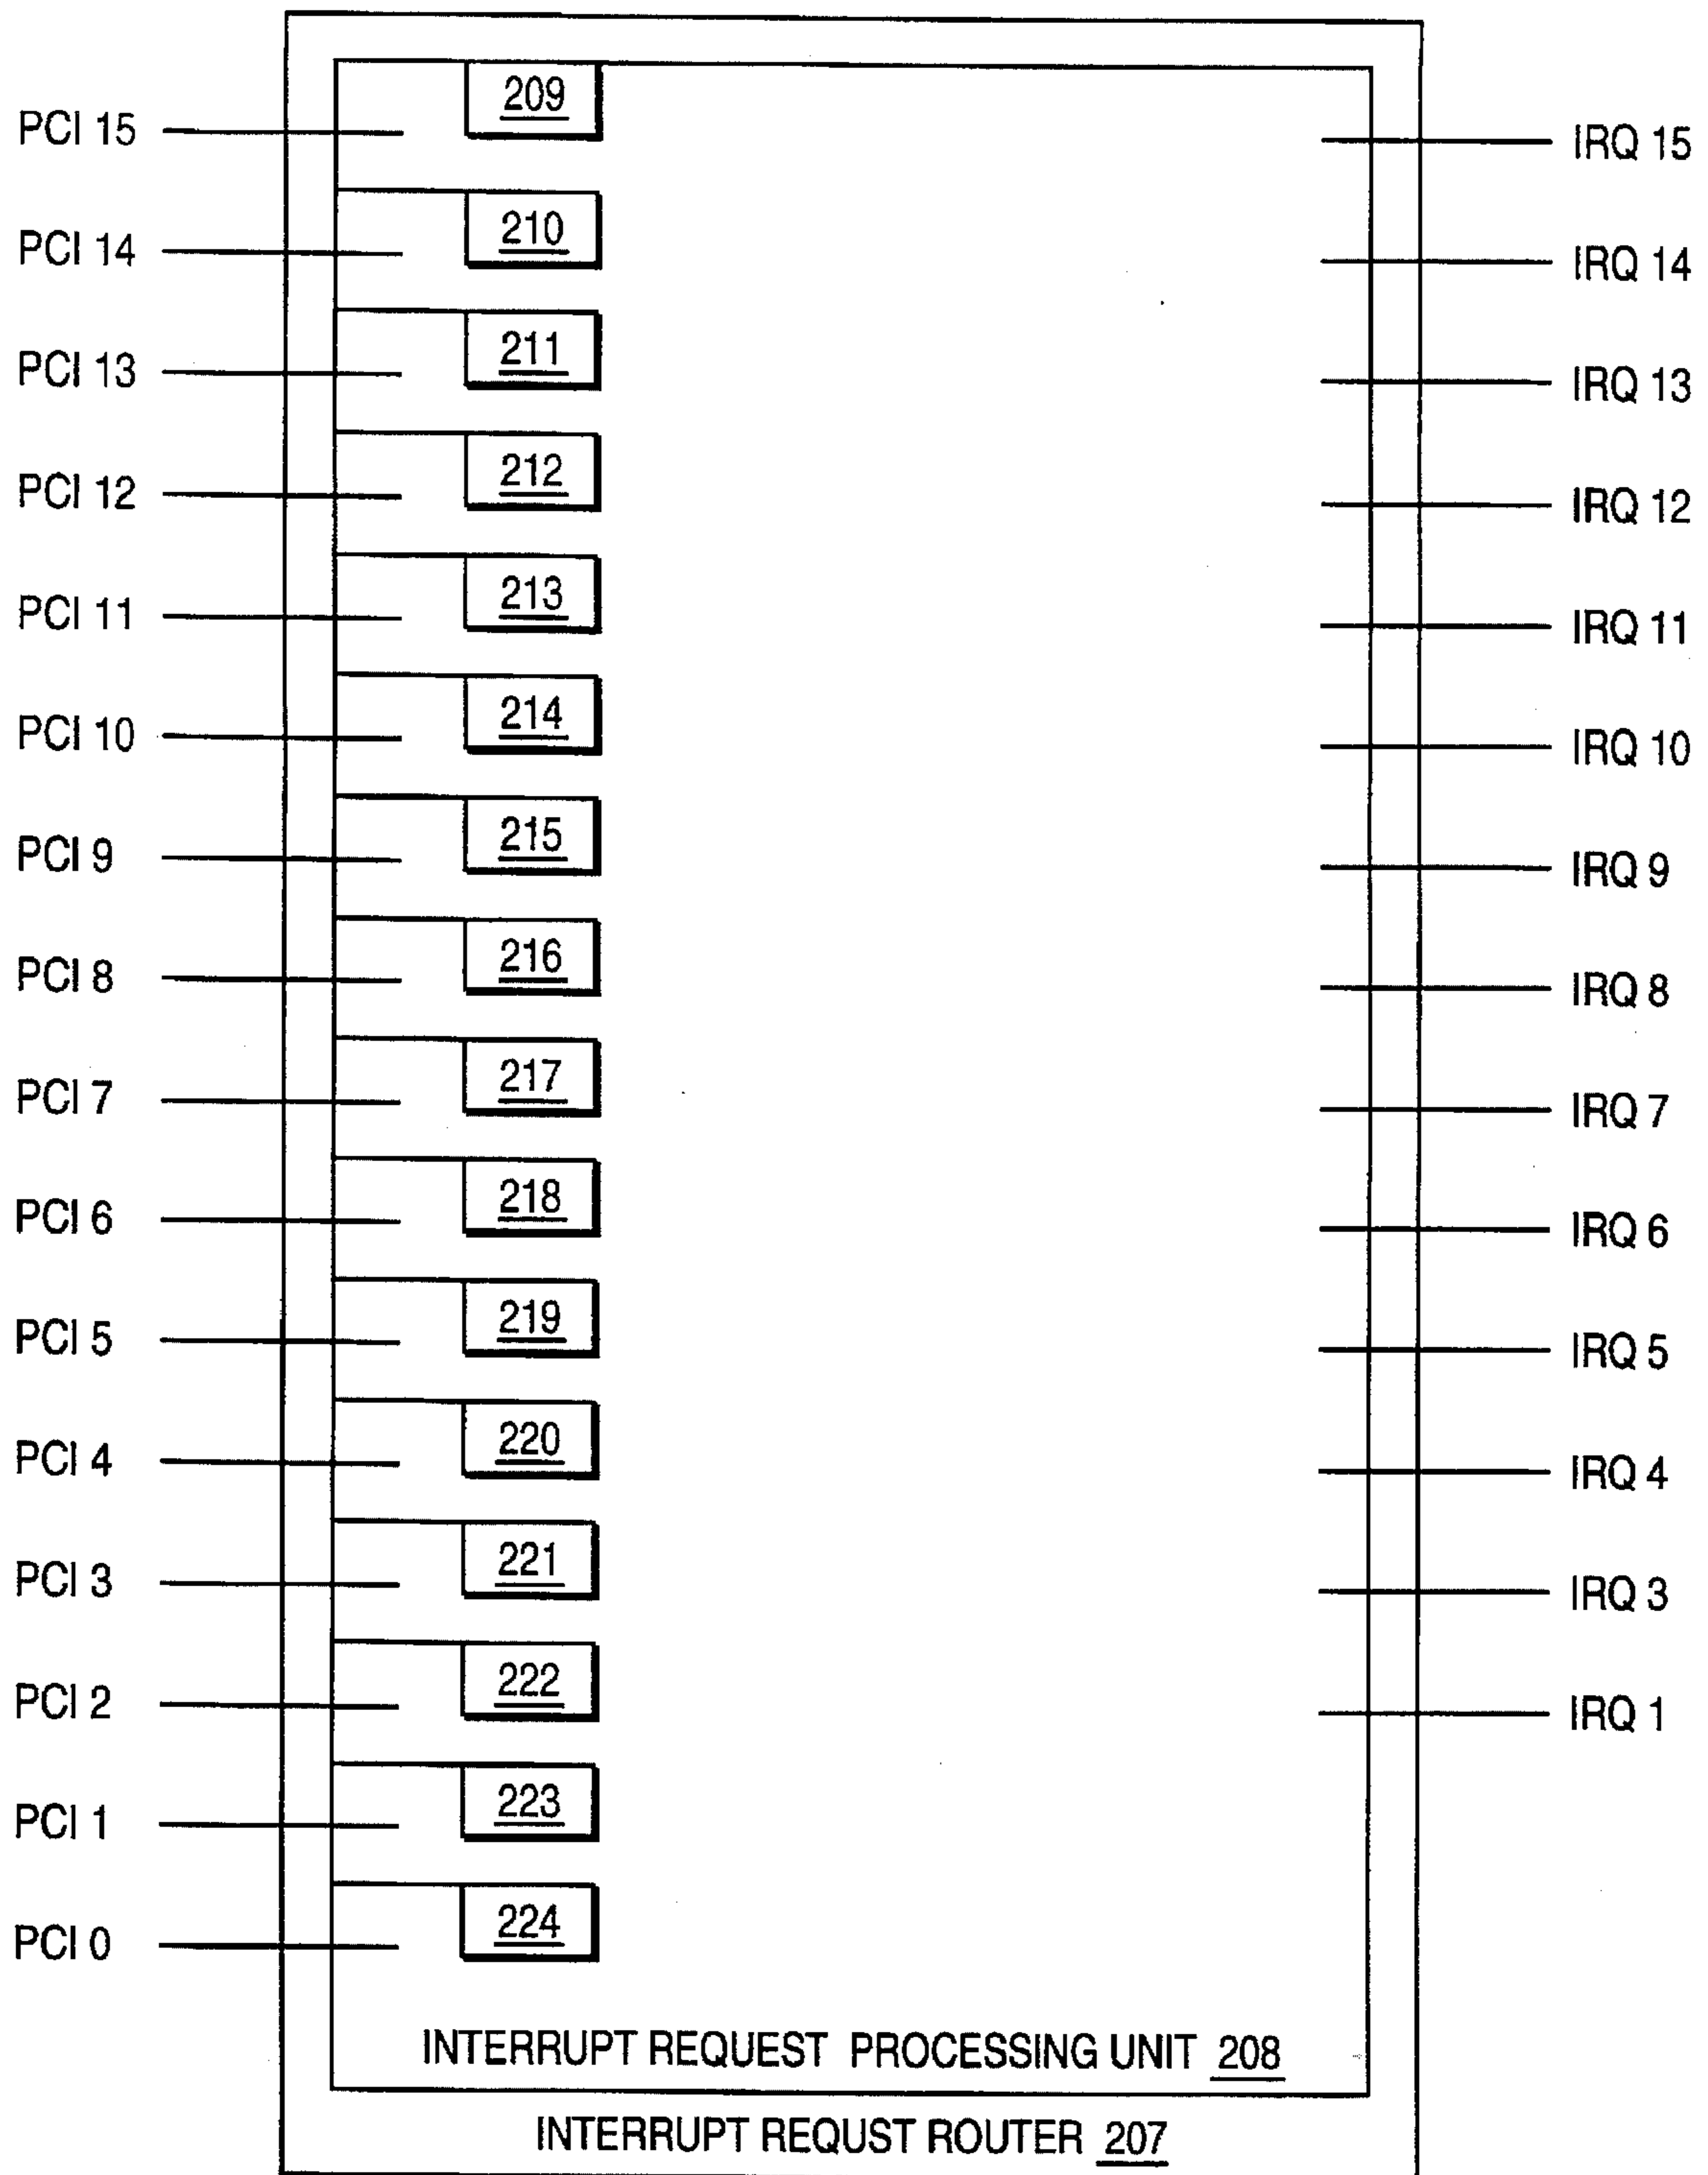 209
PCI 15 IRQ 15
210
PCI 14 IRQ 14
211
PCI 13 IRQ 13
212
PCI 12 IRQ 12
213
PCI 11 IRQ 11
214
PCI 10 IRQ 10
215
PCI 9 IRQ 9
216
PCI 8 IRQ 8
217
PCI 7 IRQ 7
218
PCI 6 IRQ 6
219
PCI 5 IRQ 5
220
PCI 4 IRQ 4
221
PCI 3 IRQ 3
222
PCI 2 IRQ 1
223
PCI 1
224
PCI 0
INTERRUPT REQUEST PROCESSING UNIT 208
INTERRUPT REQUST ROUTER 207